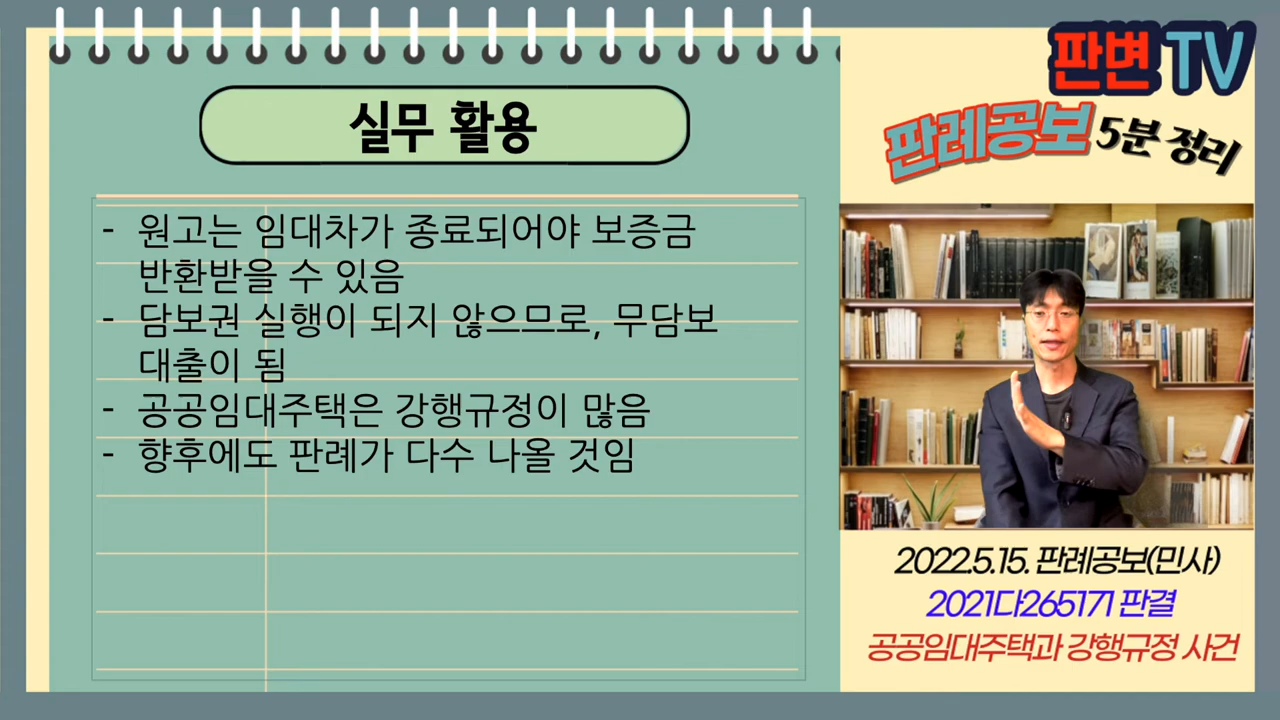 실무 활용
- 원고는 임대차가 종료되어야 보증금
반환받을 수 있음
- 담보권 실행이 되지 않으므로, 무담보
대출이 됨
- 공공임대주택은 강행규정이 많음
- 향후에도 판례가 다수 나올 것임
판변 TV
판례공보 5분 정리
2022.5.15. 판례공보(민사)
2021다265171 판결
공공임대주택과 강행규정 사건